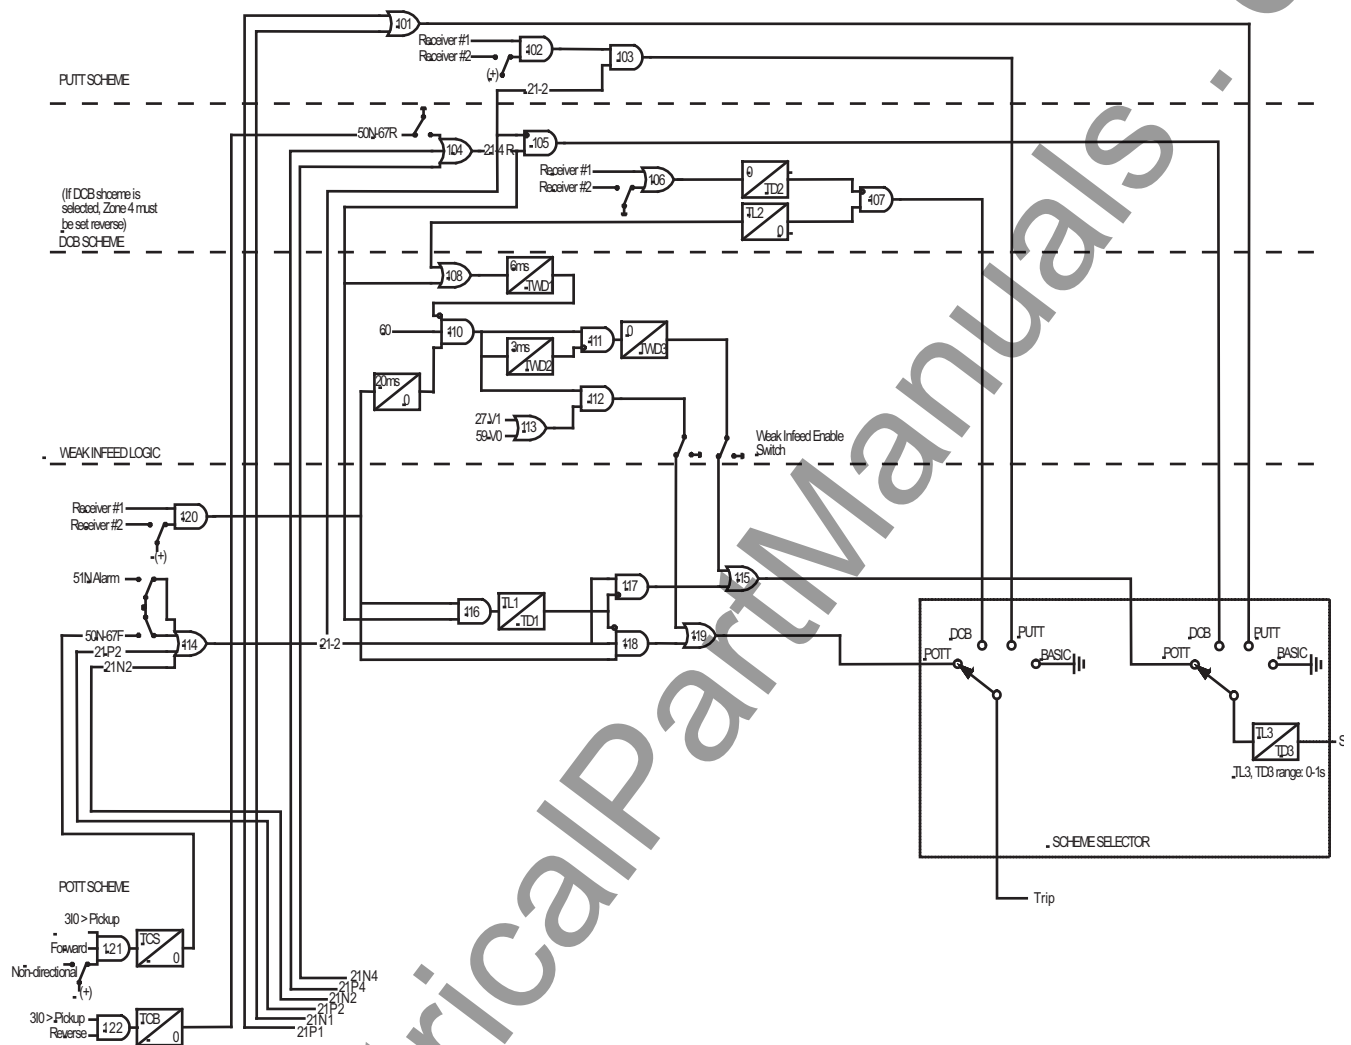 101
Receiver #1
Receiver #2
102
103
(+)
21-2
PUTT SCHEME
50N-67R
104
21-4 R
105
Receiver #1
Receiver #2
106
0
TD2
107
(If DCB shceme is
selected, Zone 4 must
be set reverse)
DCB SCHEME
TL2
0
108
6ms
TWD1
60
110
111
0
TWD3
3ms
TWD2
20ms
0
112
27-V1
59-V0
113
Weak Infeed Enable
Switch
WEAK INFEED LOGIC
Receiver #1
Receiver #2
120
(+)
51N Alarm
50N-67F
21P2
21N2
114
21-2
116
TL1
TD1
117
118
115
119
DCB
PUTT
POTT
BASIC
DCB
PUTT
POTT
BASIC
TL3
TD3
S
TL3, TD3 range: 0-1s
SCHEME SELECTOR
Trip
POTT SCHEME
3I0 > Pickup
Forward
Non-directional
(+)
121
TCS
0
3I0 > Pickup
Reverse
122
TCB
0
21N4
21P4
21N2
21P2
21N1
21P1
ricalPartManuals .